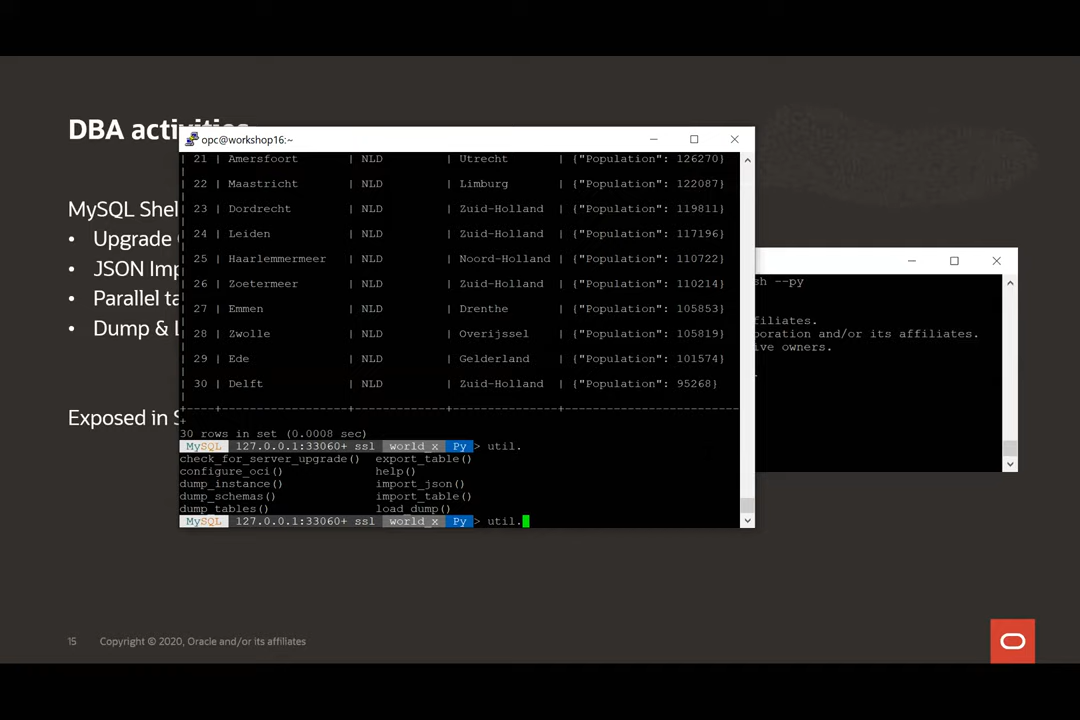 DBA activities
MySQL Shel
• Upgrade
• JSON Imp
• Parallel ta
• Dump & L
Exposed in S
opc@workshop16:~
| 21 | Amersfoort | NLD | Utrecht | {"Population": 126270}
|
| 22 | Maastricht | NLD | Limburg | {"Population": 122087}
|
| 23 | Dordrecht | NLD | Zuid-Holland | {"Population": 119811}
|
| 24 | Leiden | NLD | Zuid-Holland | {"Population": 117196}
|
| 25 | Haarlemmermeer | NLD | Noord-Holland | {"Population": 110722}
|
| 26 | Zoetermeer | NLD | Zuid-Holland | {"Population": 110214}
|
| 27 | Emmen | NLD | Drenthe | {"Population": 105853}
|
| 28 | Zwolle | NLD | Overijssel | {"Population": 105819}
|
| 29 | Ede | NLD | Gelderland | {"Population": 101574}
|
| 30 | Delft | NLD | Zuid-Holland | {"Population": 95268}
|
+----+----------------+-------------+---------------+------------------------
+
30 rows in set (0.0008 sec)
MySQL 127.0.0.1:33060+ ssl world_x Py > util.
check_for_server_upgrade() export_table()
configure_oci() help()
dump_instance() import_json()
dump_schemas() import_table()
dump_tables() load_dump()
MySQL 127.0.0.1:33060+ ssl world_x Py > util.
sh --py
filiates.
poration and/or its affiliates.
ive owners.
.
15 Copyright © 2020, Oracle and/or its affiliates